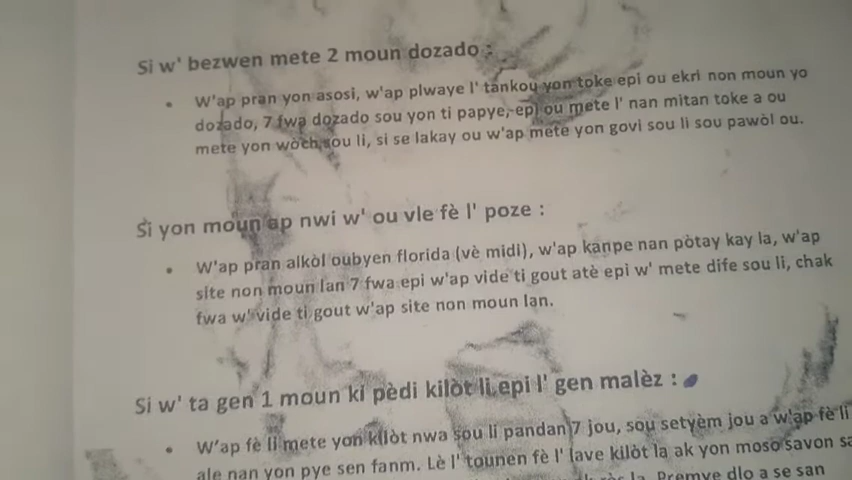 Si w' bezwen mete 2 moun dozado :
• W'ap pran yon asosi, w'ap plwaye l' tankou yon toke epi ou ekri non moun yo
dozado, 7 fwa dozado sou yon ti papye, epi ou mete l' nan mitan toke a ou
mete yon wòch sou li, si se lakay ou w'ap mete yon govi sou li sou pawòl ou.
Si yon moun ap nwi w' ou vle fè l' poze :
• W'ap pran alkòl oubyen florida (vè midi), w'ap kanpe nan pòtay kay la, w'ap
site non moun lan 7 fwa epi w'ap vide ti gout atè epi w' mete dife sou li, chak
fwa w' vide ti gout w'ap site non moun lan.
Si w' ta gen 1 moun ki pèdi kilòt li epi l' gen malèz :
• W'ap fè li mete yon kilòt nwa sou li pandan 7 jou, sou setyèm jou a w'ap fè li
ale nan yon pye sen fanm. Lè l' tounen fè l' lave kilòt la ak yon moso savon
la. Premye dlo a se san